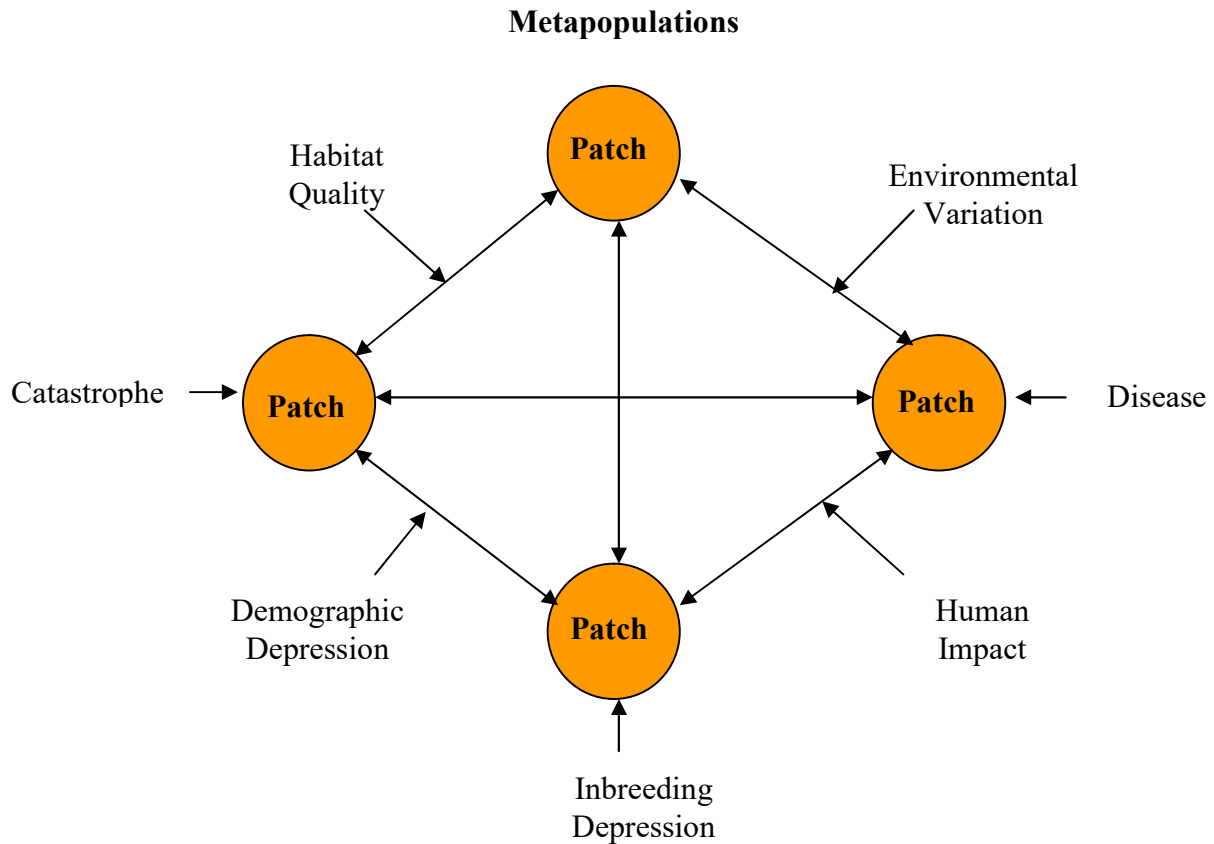 Metapopulations
Patch
Habitat
Quality
Environmental
Variation
Catastrophe
Patch
Patch
Disease
Demographic
Depression
Patch
Human
Impact
Inbreeding
Depression